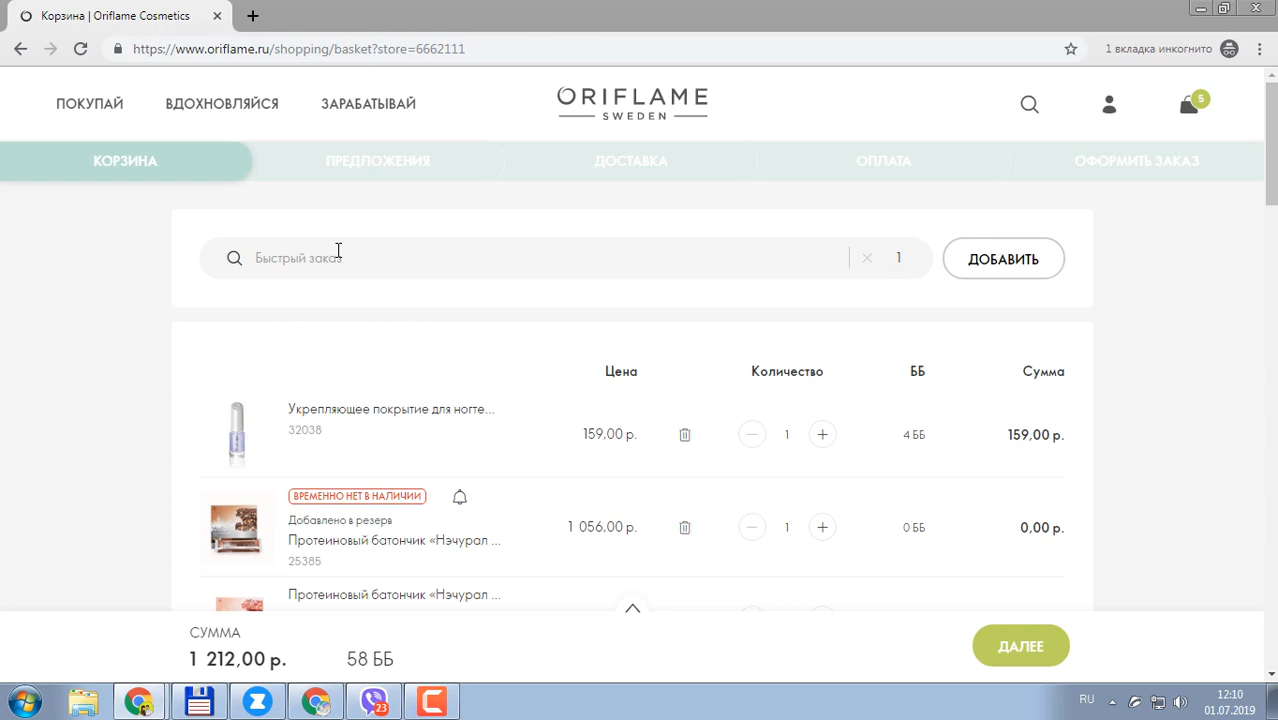 Корзина | Oriflame Cosmetics
https://www.oriflame.ru/shopping/basket?store=6662111
1 вкладка инкогнито
ПОКУПАЙ
ВДОХНОВЛЯЙСЯ
ЗАРАБАТЫВАЙ
ORIFLAME
SWEDEN
5
КОРЗИНА
ПРЕДЛОЖЕНИЯ
ДОСТАВКА
ОПЛАТА
ОФОРМИТЬ ЗАКАЗ
Быстрый заказ
1
ДОБАВИТЬ
Цена
Количество
ББ
Сумма
Укрепляющее покрытие для ногте...
32038
159,00 р.
1
4 ББ
159,00 р.
ВРЕМЕННО НЕТ В НАЛИЧИИ
Добавлено в резерв
Протеиновый батончик «Нэчурал ...
25385
1 056,00 р.
1
0 ББ
0,00 р.
Протеиновый батончик «Нэчурал ...
СУММА
1 212,00 р.
58 ББ
ДАЛЕЕ
23
RU
12:10
01.07.2019